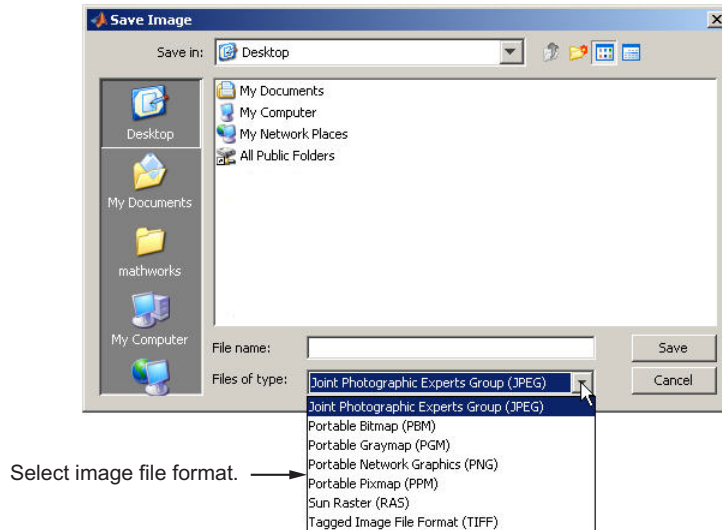 Save Image
Save in: Desktop
Desktop
My Documents
mathworks
My Computer
My Documents
My Computer
My Network Places
All Public Folders
File name:
Save
Files of type: Joint Photographic Experts Group (JPEG)
Cancel
Joint Photographic Experts Group (JPEG)
Portable Bitmap (PBM)
Portable Graymap (PGM)
Portable Network Graphics (PNG)
Portable Pixmap (PPM)
Sun Raster (RAS)
Tagged Image File Format (TIFF)
Select image file format.